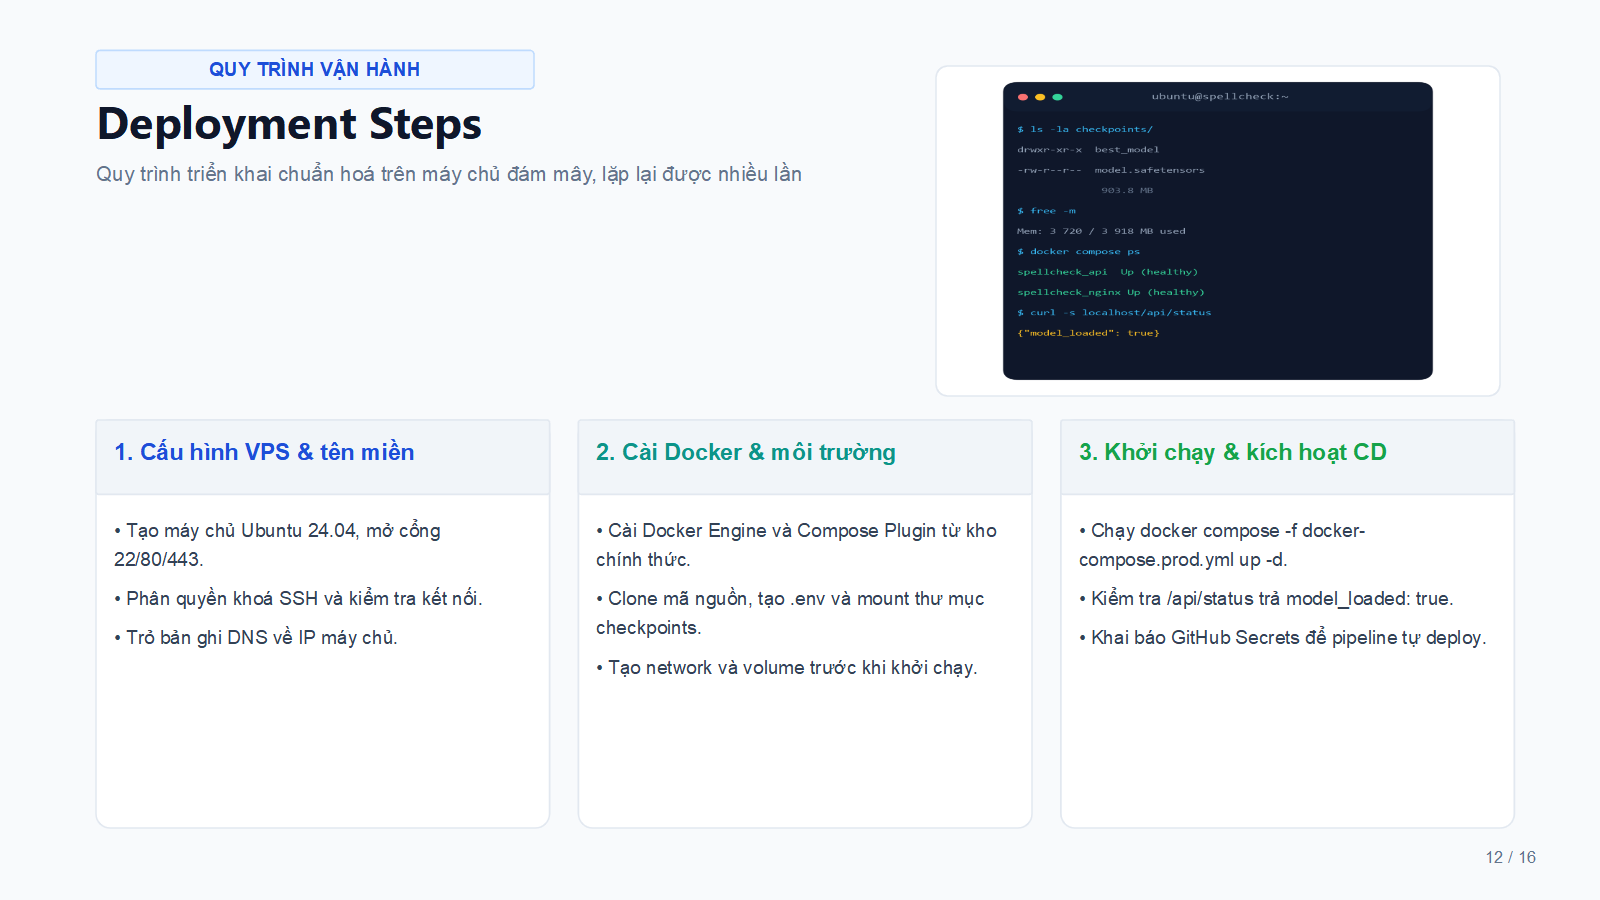 QUY TRÌNH VẬN HÀNH
Deployment Steps
Quy trình triển khai chuẩn hoá trên máy chủ đám mây, lặp lại được nhiều lần
ubuntu@spellcheck:~
$ ls -la checkpoints/
drwxr-xr-x  best_model
-rw-r--r--  model.safetensors
903.8 MB
$ free -m
Mem: 3 720 / 3 918 MB used
$ docker compose ps
spellcheck_api  Up (healthy)
spellcheck_nginx Up (healthy)
$ curl -s localhost/api/status
{"model_loaded": true}
1. Cấu hình VPS & tên miền
• Tạo máy chủ Ubuntu 24.04, mở cổng
22/80/443.
• Phân quyền khoá SSH và kiểm tra kết nối.
• Trỏ bản ghi DNS về IP máy chủ.
2. Cài Docker & môi trường
• Cài Docker Engine và Compose Plugin từ kho
chính thức.
• Clone mã nguồn, tạo .env và mount thư mục
checkpoints.
• Tạo network và volume trước khi khởi chạy.
3. Khởi chạy & kích hoạt CD
• Chạy docker compose -f docker-
compose.prod.yml up -d.
• Kiểm tra /api/status trả model_loaded: true.
• Khai báo GitHub Secrets để pipeline tự deploy.
12 / 16